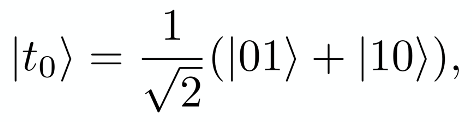 |t₀⟩ = 1/√2 (|01⟩ + |10⟩),